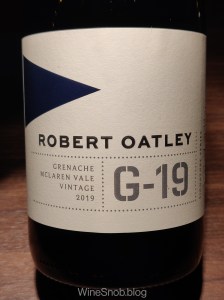 ROBERT OATLEY
GRENACHE
MCLAREN VALE
VINTAGE
2019
G-19
WineSnob.blog